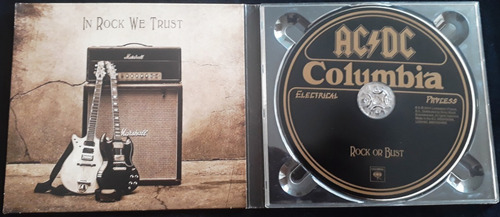 IN ROCK WE TRUST
Marshall
Marshall
AC⚡DC
Columbia
ELECTRICAL
PROCESS
ROCK OR BUST